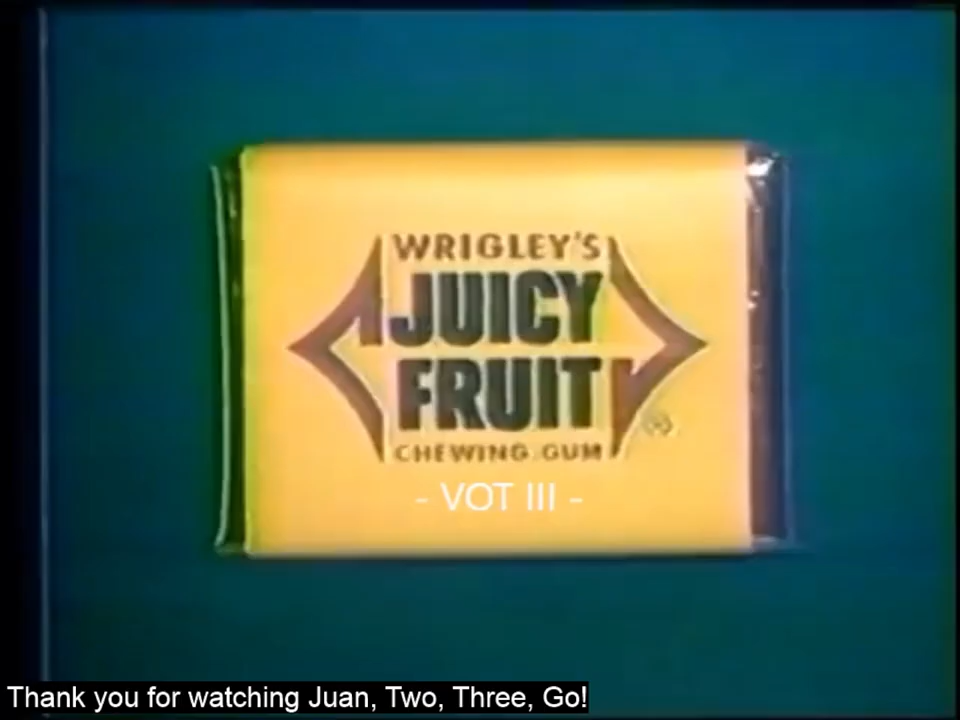 WRIGLEY'S
JUICY
FRUIT
®
CHEWING GUM
- VOT III -
Thank you for watching Juan, Two, Three, Go!